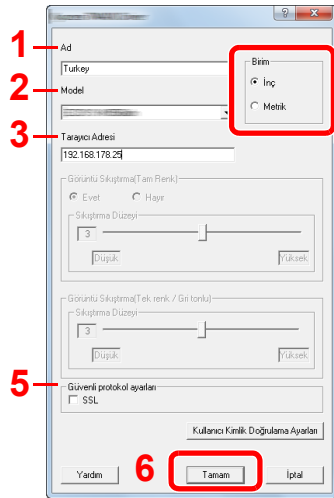 1
Ad
Turkey
Birim
İnç
Metrik
2
Model
3
Tarayıcı Adresi
192.168.178.25
Görüntü Sıkıştırma(Tam Renk)
Evet
Hayır
Sıkıştırma Düzeyi
3
Düşük
Yüksek
Görüntü Sıkıştırma(Tek renk / Gri tonlu)
Sıkıştırma Düzeyi
3
Düşük
Yüksek
5
Güvenli protokol ayarları
SSL
Kullanıcı Kimlik Doğrulama Ayarları
6
Yardım
Tamam
İptal